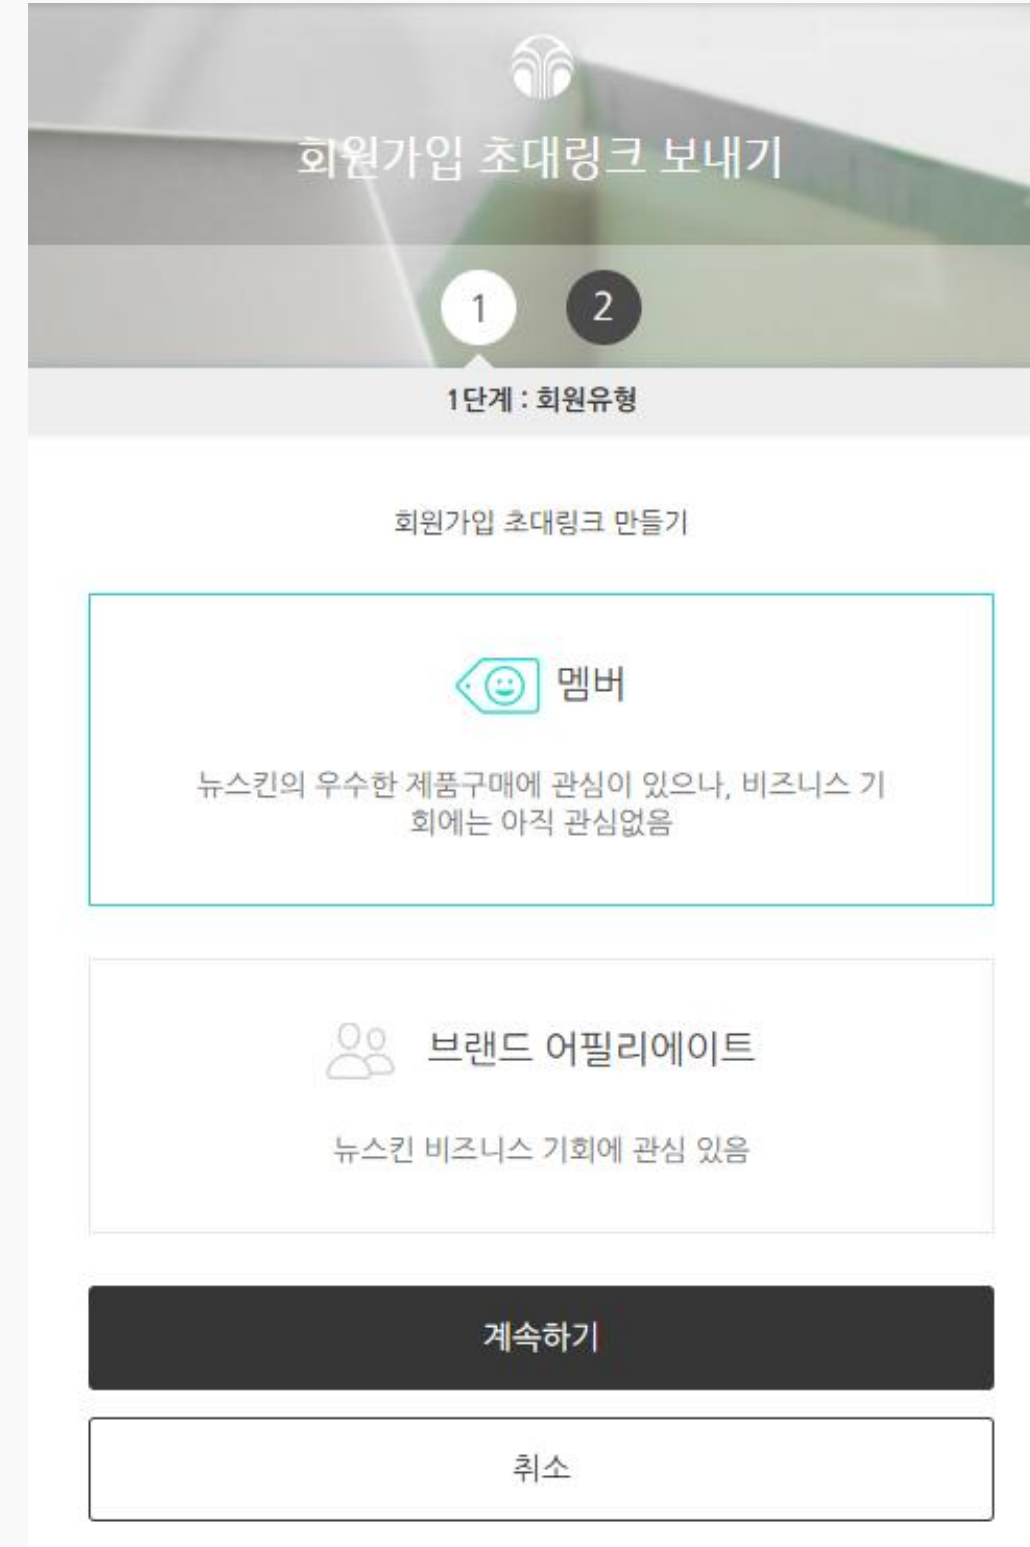 회원가입 초대링크 보내기
1
2
1단계 : 회원유형
회원가입 초대링크 만들기
멤버
뉴스킨의 우수한 제품구매에 관심이 있으나, 비즈니스 기
회에는 아직 관심없음
브랜드 어필리에이트
뉴스킨 비즈니스 기회에 관심 있음
계속하기
취소